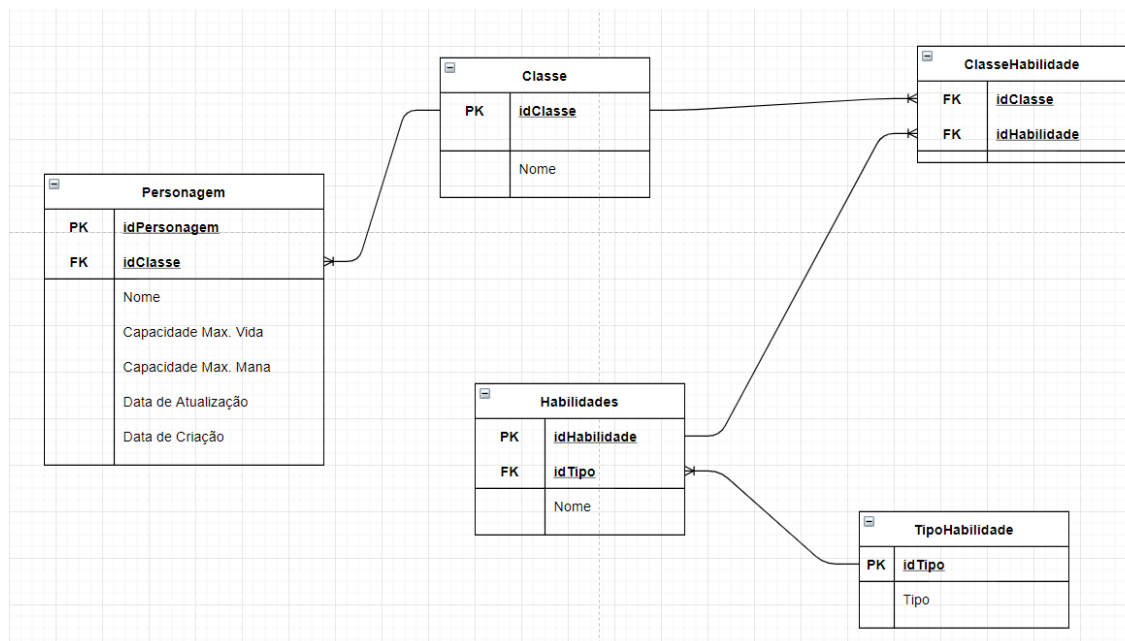 Classe
PK idClasse
Nome
ClasseHabilidade
FK idClasse
FK idHabilidade
Personagem
PK idPersonagem
FK idClasse
Nome
Capacidade Max. Vida
Capacidade Max. Mana
Data de Atualização
Data de Criação
Habilidades
PK idHabilidade
FK idTipo
Nome
TipoHabilidade
PK idTipo
Tipo